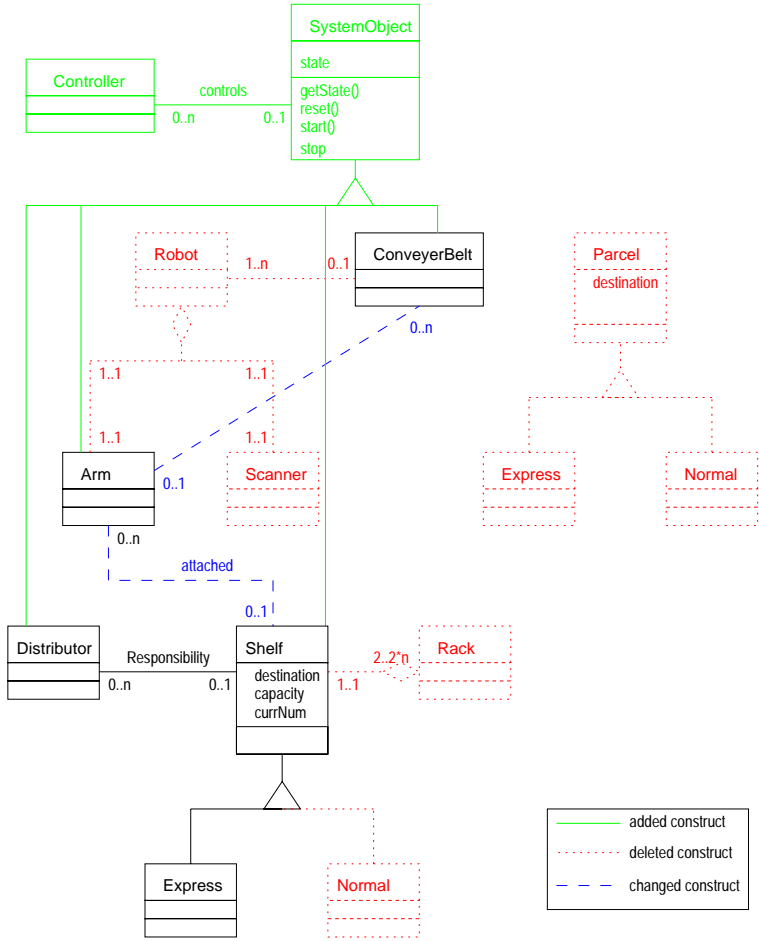 SystemObject
state
getState()
reset()
start()
stop
Controller
controls
0..n
0..1
Robot
1..n
0..1
ConveyerBelt
Parcel
destination
0..n
1..1
1..1
1..1
1..1
Arm
0..1
Scanner
Express
Normal
0..n
attached
0..1
Distributor
Responsibility
0..n
0..1
Shelf
destination
capacity
currNum
2..2*n
1..1
Rack
Express
Normal
added construct
deleted construct
changed construct